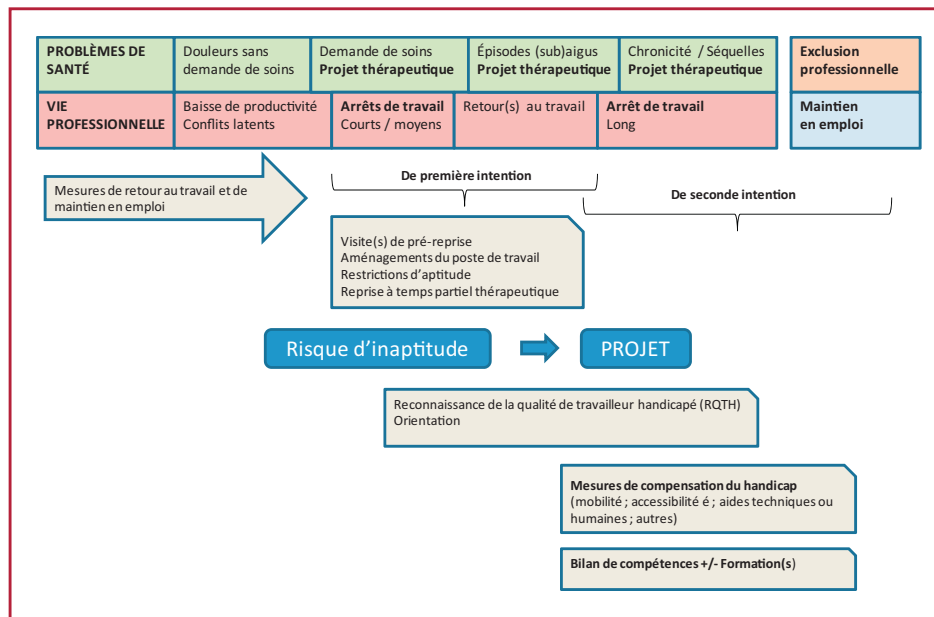 PROBLÈMES DE
SANTÉ
Douleurs sans
demande de soins
Demande de soins
Projet thérapeutique
Épisodes (sub)aigus
Projet thérapeutique
Chronicité / Séquelles
Projet thérapeutique
Exclusion
professionnelle
VIE
PROFESSIONNELLE
Baisse de productivité
Conflits latents
Arrêts de travail
Courts / moyens
Retour(s) au travail
Arrêt de travail
Long
Maintien
en emploi
Mesures de retour au travail et de
maintien en emploi
De première intention
De seconde intention
Visite(s) de pré-reprise
Aménagements du poste de travail
Restrictions d'aptitude
Reprise à temps partiel thérapeutique
Risque d'inaptitude
PROJET
Reconnaissance de la qualité de travailleur handicapé (RQTH)
Orientation
Mesures de compensation du handicap
(mobilité ; accessibilité é ; aides techniques ou
humaines ; autres)
Bilan de compétences +/- Formation(s)